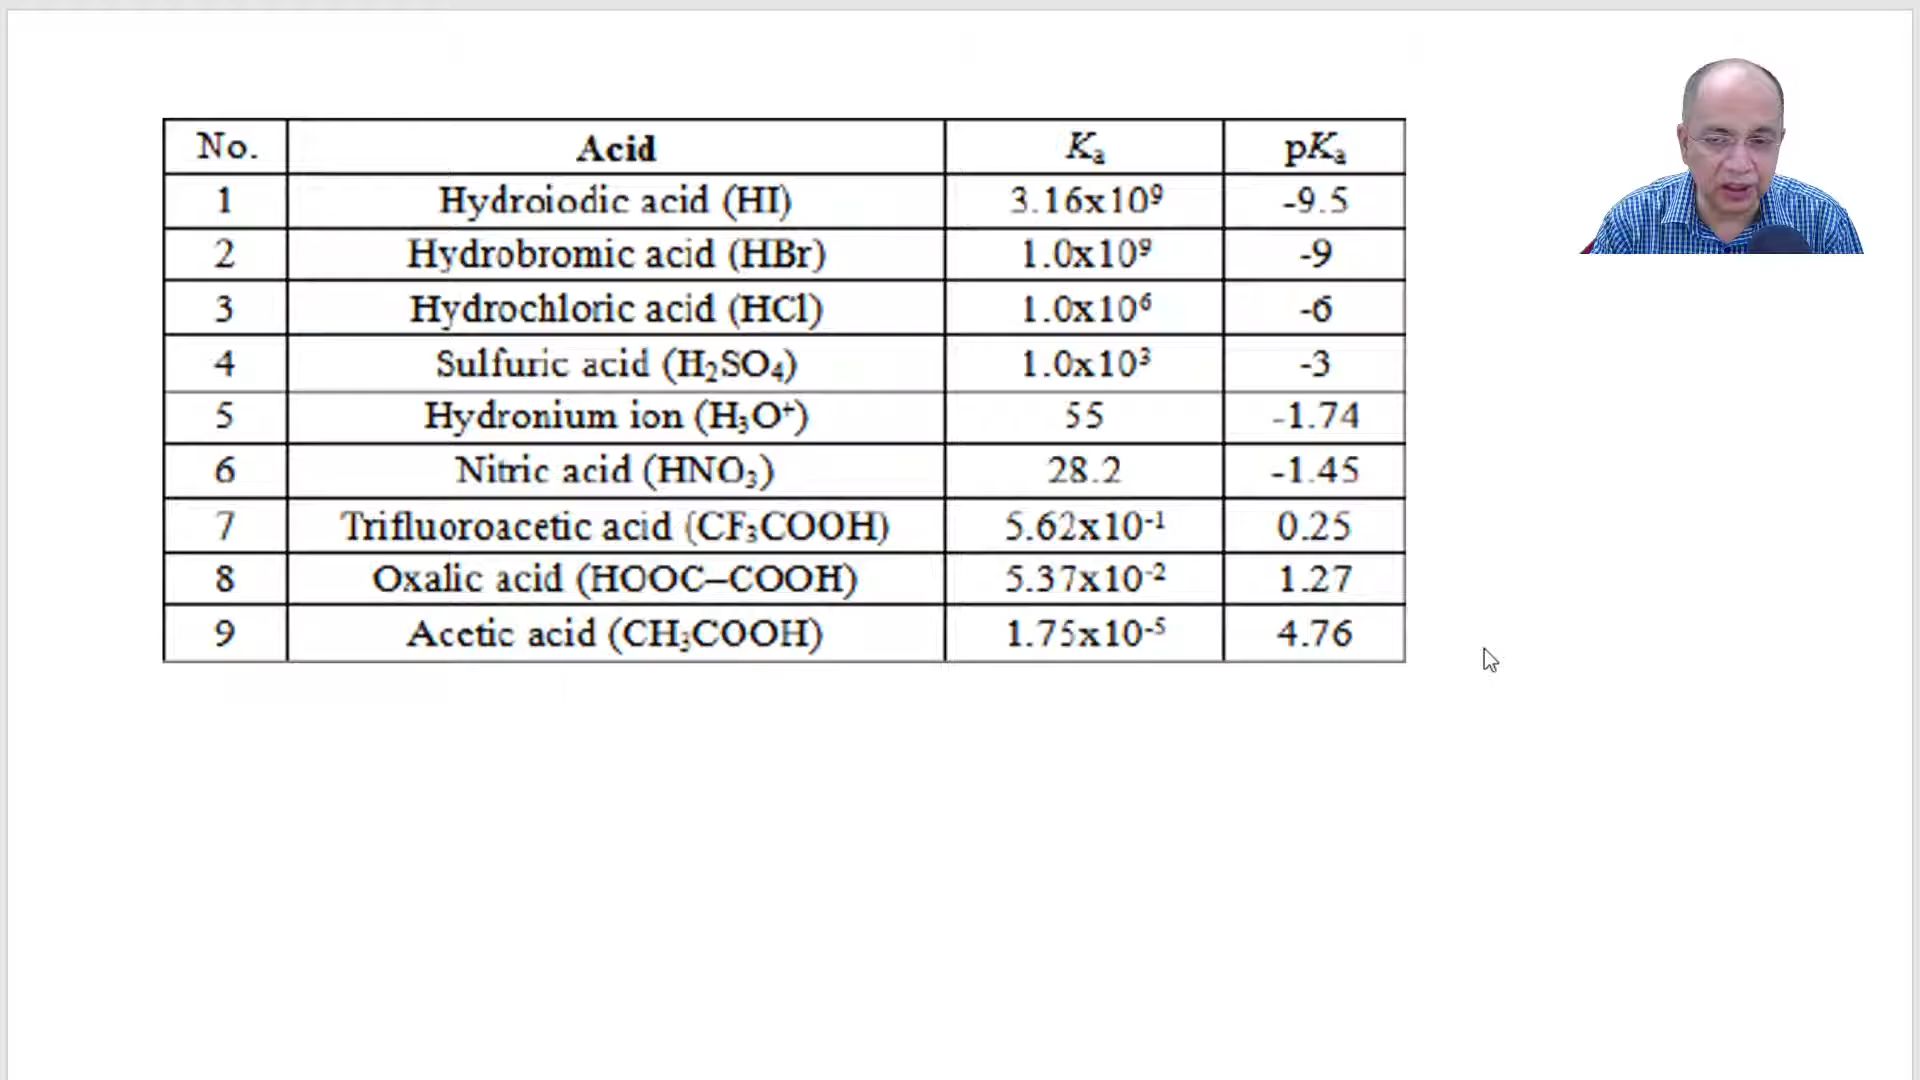 No. Acid Kₐ pKₐ
1 Hydroiodic acid (HI) 3.16x10⁹ -9.5
2 Hydrobromic acid (HBr) 1.0x10⁹ -9
3 Hydrochloric acid (HCl) 1.0x10⁶ -6
4 Sulfuric acid (H₂SO₄) 1.0x10³ -3
5 Hydronium ion (H₃O⁺) 55 -1.74
6 Nitric acid (HNO₃) 28.2 -1.45
7 Trifluoroacetic acid (CF₃COOH) 5.62x10⁻¹ 0.25
8 Oxalic acid (HOOC–COOH) 5.37x10⁻² 1.27
9 Acetic acid (CH₃COOH) 1.75x10⁻⁵ 4.76